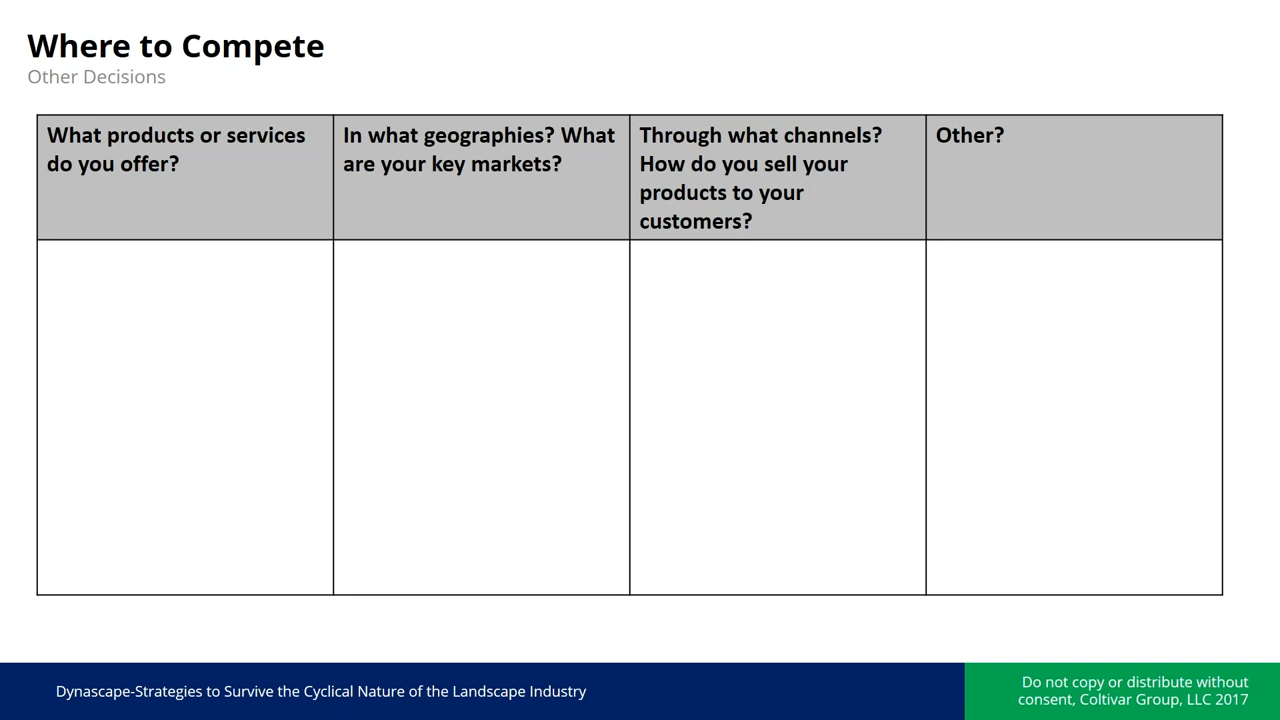 Where to Compete
Other Decisions
What products or services
do you offer?
In what geographies? What
are your key markets?
Through what channels?
How do you sell your
products to your
customers?
Other?
Dynascape-Strategies to Survive the Cyclical Nature of the Landscape Industry
Do not copy or distribute without
consent, Coltivar Group, LLC 2017